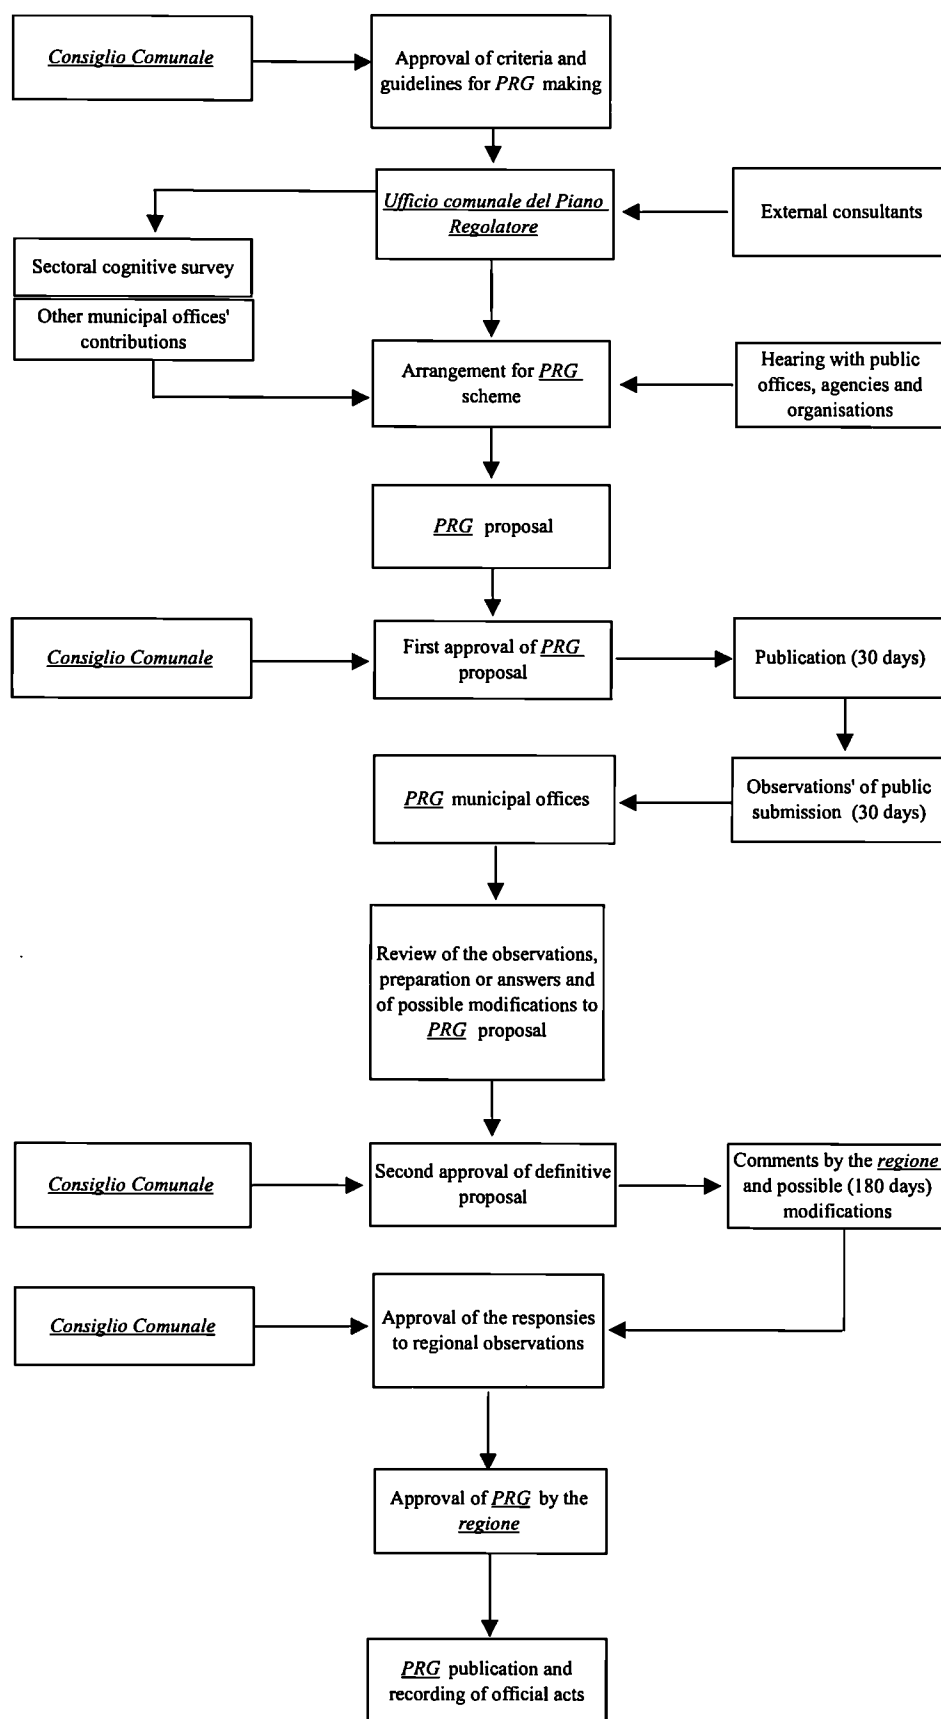 Consiglio Comunale
Approval of criteria and
guidelines for PRG making
Ufficio comunale del Piano
Regolatore
External consultants
Sectoral cognitive survey
Other municipal offices'
contributions
Arrangement for PRG
scheme
Hearing with public
offices, agencies and
organisations
PRG proposal
Consiglio Comunale
First approval of PRG
proposal
Publication (30 days)
PRG municipal offices
Observations' of public
submission (30 days)
Review of the observations,
preparation or answers and
of possible modifications to
PRG proposal
Consiglio Comunale
Second approval of definitive
proposal
Comments by the regione
and possible (180 days)
modifications
Consiglio Comunale
Approval of the responsies
to regional observations
Approval of PRG by the
regione
PRG publication and
recording of official acts